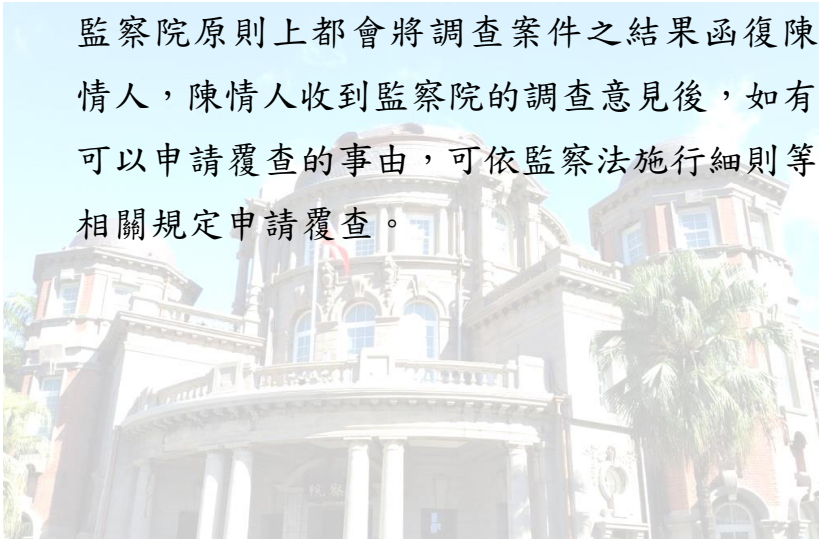 監察院原則上都會將調查案件之結果函復陳
情人，陳情人收到監察院的調查意見後，如有
可以申請覆查的事由，可依監察法施行細則等
相關規定申請覆查。